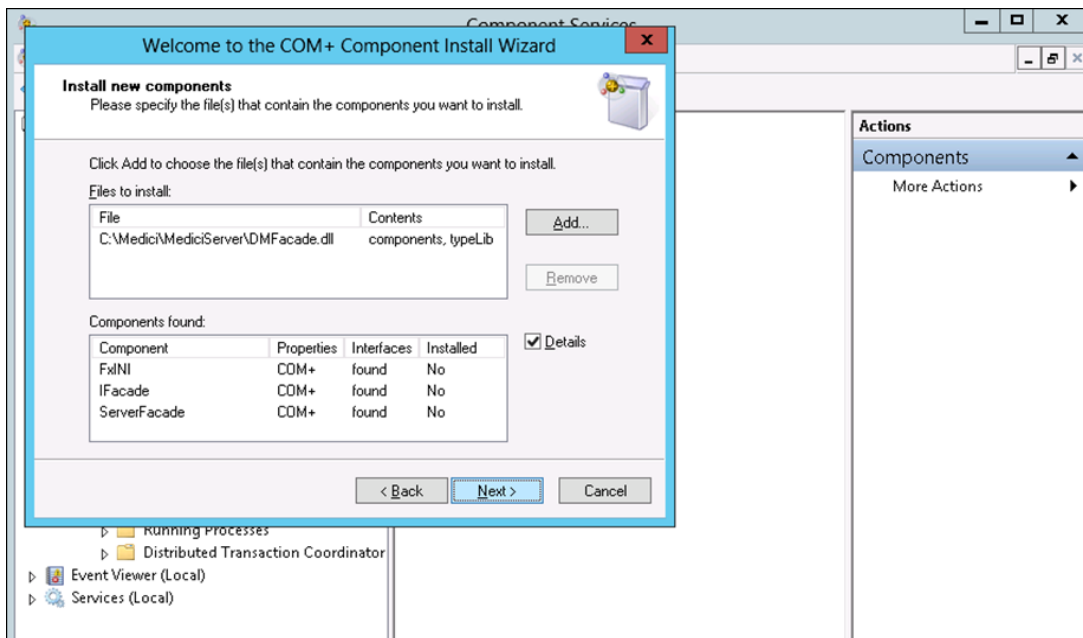 Component Services
Welcome to the COM+ Component Install Wizard
X
Install new components
Please specify the file(s) that contain the components you want to install.
Click Add to choose the file(s) that contain the components you want to install.
Files to install:
File Contents
C:\Medici\MediciServer\DMFacade.dll components, typeLib
Add...
Remove
Components found:
Details
Component Properties Interfaces Installed
FxINI COM+ found No
IFacade COM+ found No
ServerFacade COM+ found No
< Back Next > Cancel
Running Processes
Distributed Transaction Coordinator
Event Viewer (Local)
Services (Local)
Actions
Components
More Actions